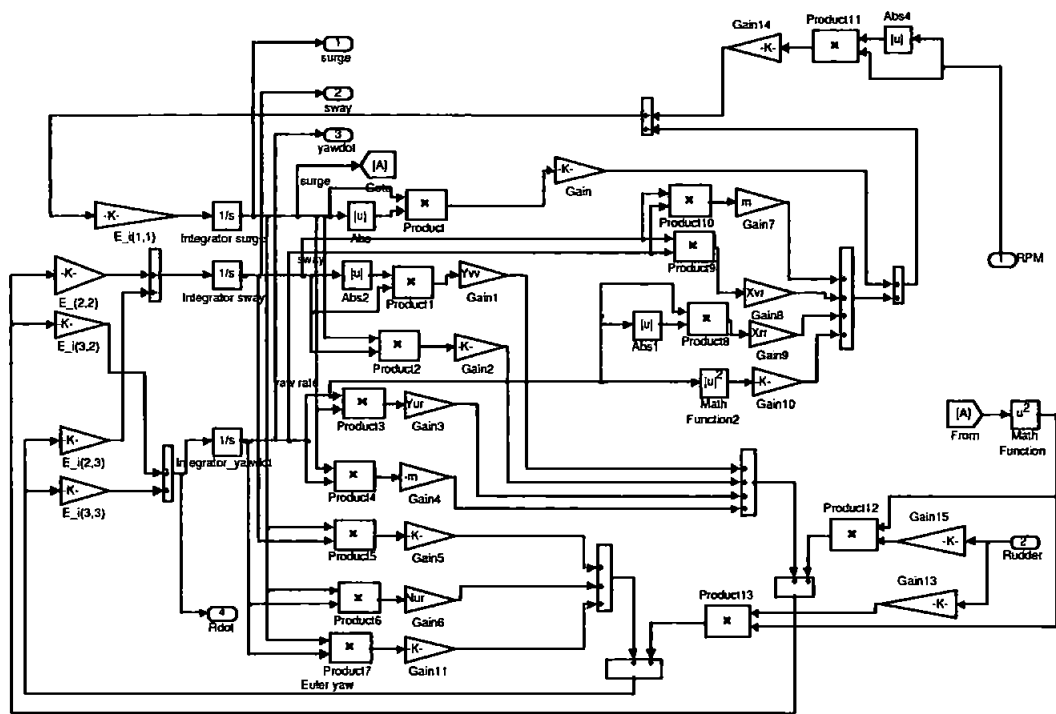 1
surge
2
sway
3
yawdot
[A]
Goto
surge
-K-
E_i(1,1)
1/s
Integrator surge
|u|
Abs
×
Product
-K-
Gain
Gain14
-K-
Product11
×
Abs4
|u|
1
RPM
×
Product10
m
Gain7
×
Product9
Xvr
Gain8
|u|
Abs1
×
Product8
Xrr
Gain9
|u|²
Math
Function2
-K-
Gain10
-K-
E_(2,2)
1/s
Integrator sway
sway
|u|
Abs2
×
Product1
Yvv
Gain1
-K-
E_i(3,2)
×
Product2
-K-
Gain2
yaw rate
×
Product3
Yur
Gain3
-K-
E_i(2,3)
1/s
Integrator_yawdot
×
Product4
-m
Gain4
-K-
E_i(3,3)
[A]
From
u²
Math
Function
×
Product5
-K-
Gain5
Product12
×
Gain15
-K-
2
Rudder
Gain13
-K-
Product13
×
×
Product6
Nur
Gain6
4
Rdot
×
Product7
-K-
Gain11
Euler yaw